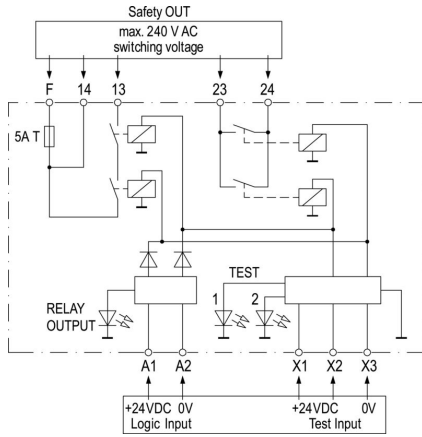 Safety OUT
max. 240 V AC
switching voltage
F 14 13 23 24
5A T
TEST
1 2
RELAY
OUTPUT
A1 A2 X1 X2 X3
+24VDC 0V +24VDC 0V
Logic Input Test Input